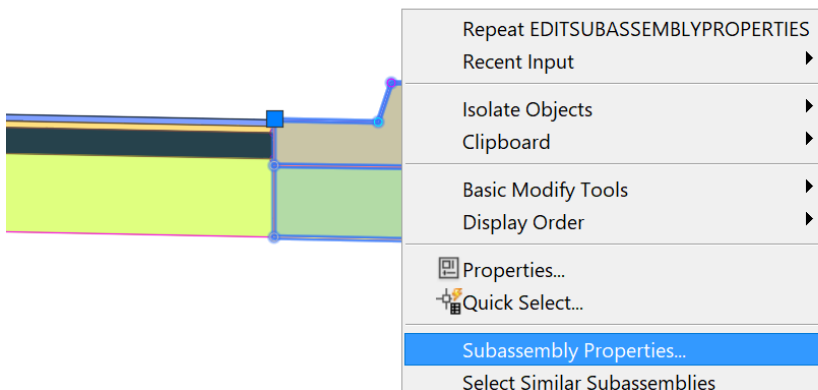 Repeat EDITSUBASSEMBLYPROPERTIES
Recent Input
Isolate Objects
Clipboard
Basic Modify Tools
Display Order
Properties...
Quick Select...
Subassembly Properties...
Select Similar Subassemblies